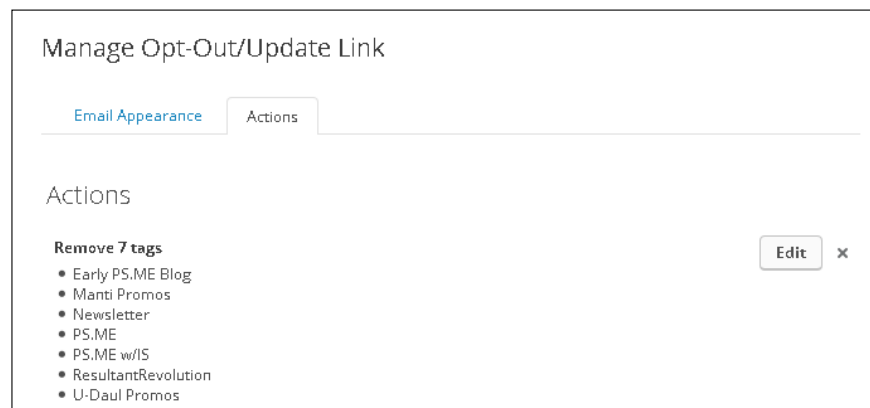 Manage Opt-Out/Update Link
Email Appearance
Actions
Actions
Remove 7 tags
Edit ×
• Early PS.ME Blog
• Manti Promos
• Newsletter
• PS.ME
• PS.ME w/IS
• ResultantRevolution
• U-Daul Promos